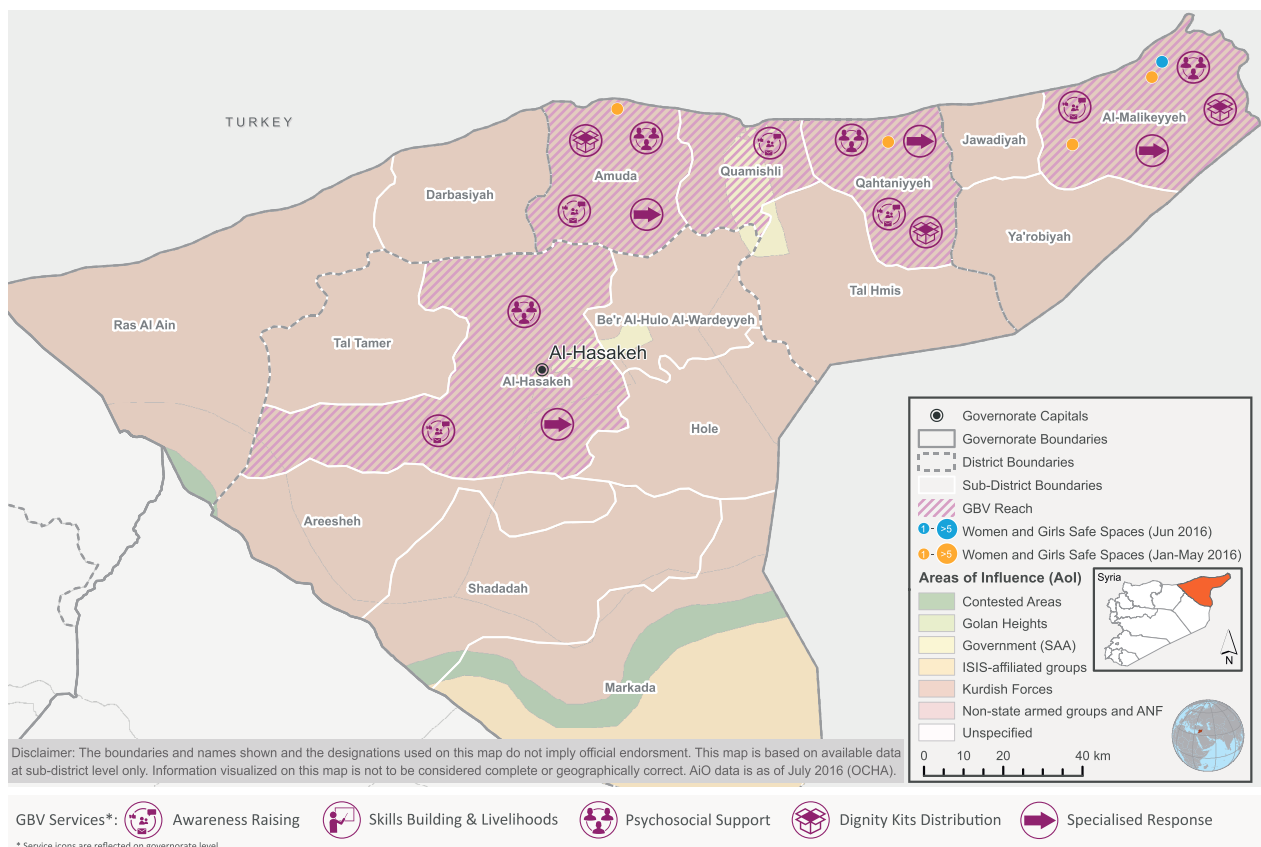 TURKEY
Al-Malikeyyeh
Jawadiyah
Quamishli
Amuda
Qahtaniyyeh
Darbasiyah
Ya'robiyah
Tal Hmis
Ras Al Ain
Be'r Al-Hulo Al-Wardeyyeh
Tal Tamer
Al-Hasakeh
Al-Hasakeh
Hole
Areesheh
Shadadah
Markada
Governorate Capitals
Governorate Boundaries
District Boundaries
Sub-District Boundaries
GBV Reach
1 - >5 Women and Girls Safe Spaces (Jun 2016)
1 - >5 Women and Girls Safe Spaces (Jan-May 2016)
Areas of Influence (AoI)
Syria
Contested Areas
Golan Heights
Government (SAA)
ISIS-affiliated groups
N
Kurdish Forces
Non-state armed groups and ANF
Unspecified
0 10 20 40 km
Disclaimer: The boundaries and names shown and the designations used on this map do not imply official endorsment. This map is based on available data
at sub-district level only. Information visualized on this map is not to be considered complete or geographically correct. AiO data is as of July 2016 (OCHA).
GBV Services*: Awareness Raising Skills Building & Livelihoods Psychosocial Support Dignity Kits Distribution Specialised Response
* Service icons are reflected on governorate level